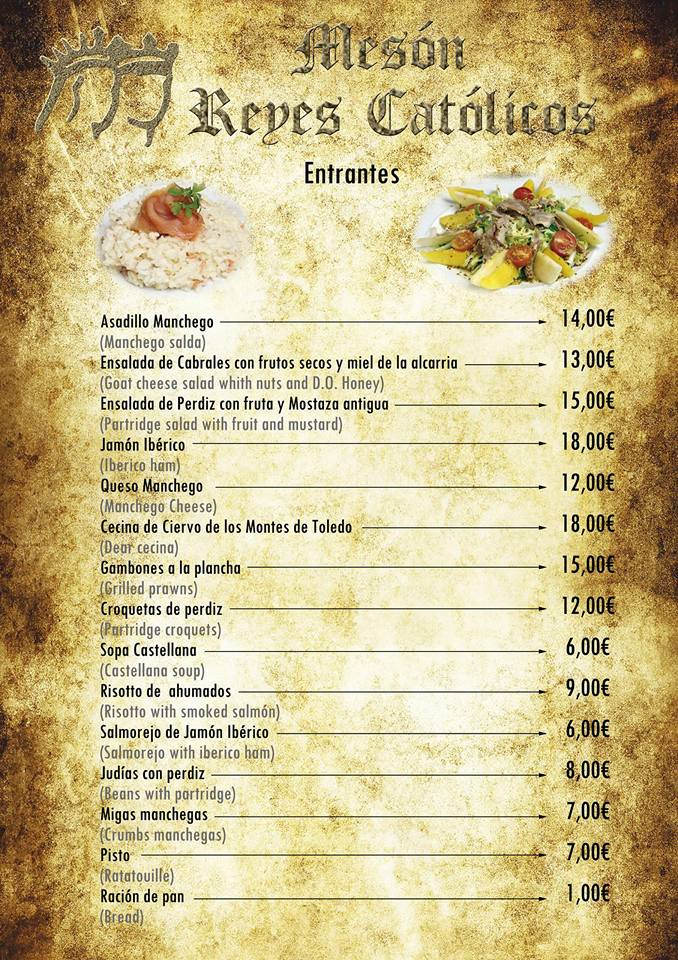 Mesón
Reyes Católicos
Entrantes
Asadillo Manchego 14,00€
(Manchego salda)
Ensalada de Cabrales con frutos secos y miel de la alcarria 13,00€
(Goat cheese salad whith nuts and D.O. Honey)
Ensalada de Perdiz con fruta y Mostaza antigua 15,00€
(Partridge salad with fruit and mustard)
Jamón Ibérico 18,00€
(Iberico ham)
Queso Manchego 12,00€
(Manchego Cheese)
Cecina de Ciervo de los Montes de Toledo 18,00€
(Dear cecina)
Gambones a la plancha 15,00€
(Grilled prawns)
Croquetas de perdiz 12,00€
(Partridge croquets)
Sopa Castellana 6,00€
(Castellana soup)
Risotto de ahumados 9,00€
(Risotto with smoked salmón)
Salmorejo de Jamón Ibérico 6,00€
(Salmorejo with iberico ham)
Judías con perdiz 8,00€
(Beans with partridge)
Migas manchegas 7,00€
(Crumbs manchegas)
Pisto 7,00€
(Ratatouille)
Ración de pan 1,00€
(Bread)